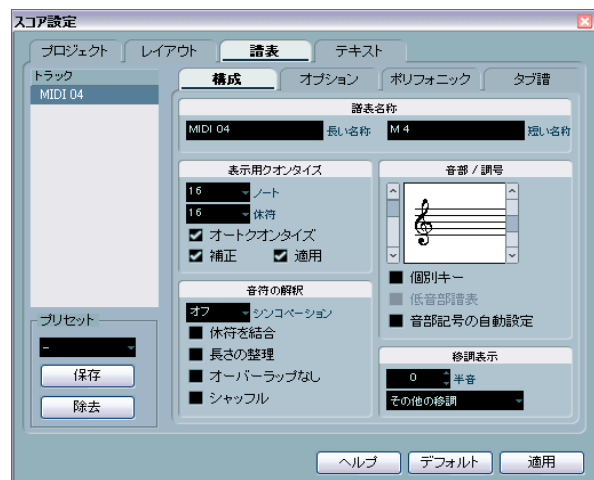 スコア設定
プロジェクト レイアウト 譜表 テキスト
トラック
MIDI 04
構成 オプション ポリフォニック タブ譜
譜表名称
MIDI 04 長い名称 M 4 短い名称
表示用クオンタイズ
16 ノート
16 休符
オートクオンタイズ
補正 適用
音部 / 調号
個別キー
低音部譜表
音部記号の自動設定
音符の解釈
オフ シンコペーション
休符を結合
長さの整理
オーバーラップなし
シャッフル
移調表示
0 半音
その他の移調
プリセット
-
保存
除去
ヘルプ デフォルト 適用